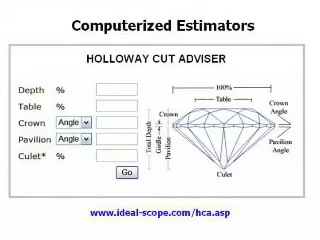 Computerized Estimators
HOLLOWAY CUT ADVISER
Depth %
Table %
Crown Angle
Pavilion Angle
Culet* %
Go
100%
Table
Crown
Crown Angle
Total Depth
Girdle
Pavilion
Pavilion Angle
Culet
www.ideal-scope.com/hca.asp